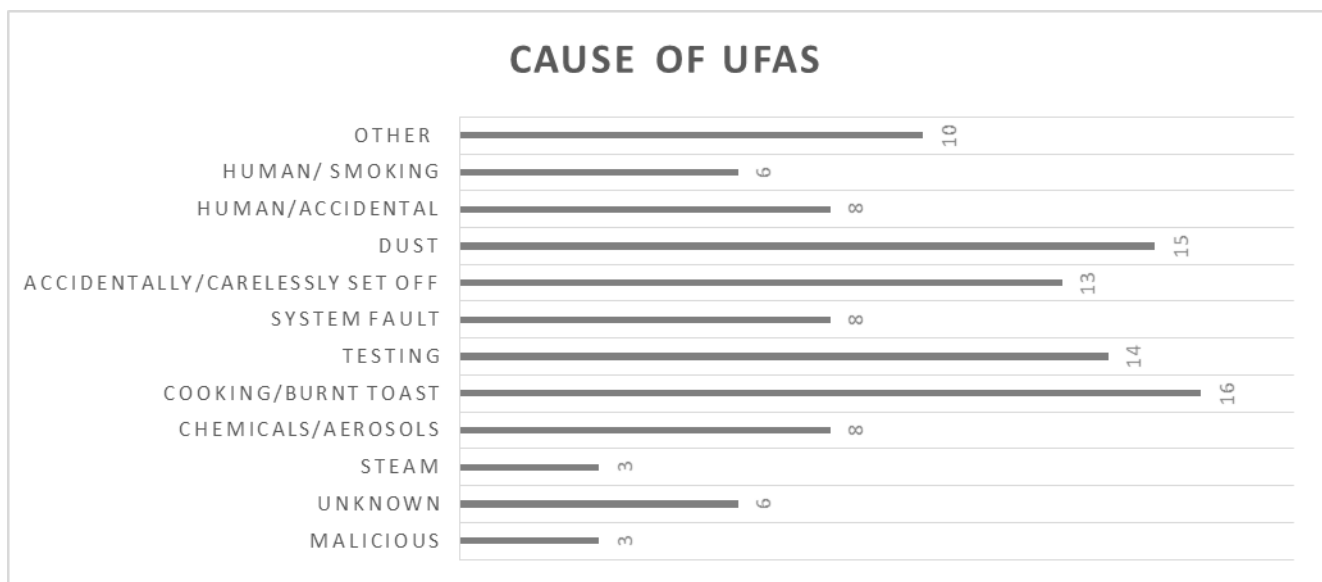 CAUSE OF UFAS
OTHER 10
HUMAN/ SMOKING 6
HUMAN/ACCIDENTAL 8
DUST 15
ACCIDENTALLY/CARELESSLY SET OFF 13
SYSTEM FAULT 8
TESTING 14
COOKING/BURNT TOAST 16
CHEMICALS/AEROSOLS 8
STEAM 3
UNKNOWN 6
MALICIOUS 3